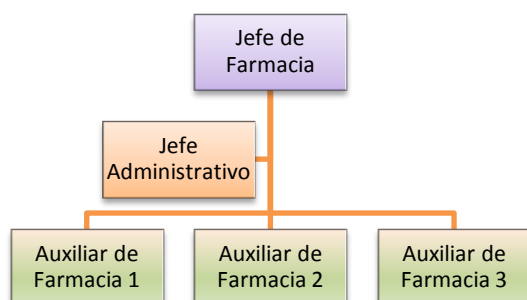 Jefe de
Farmacia
Jefe
Administrativo
Auxiliar de
Farmacia 1
Auxiliar de
Farmacia 2
Auxiliar de
Farmacia 3